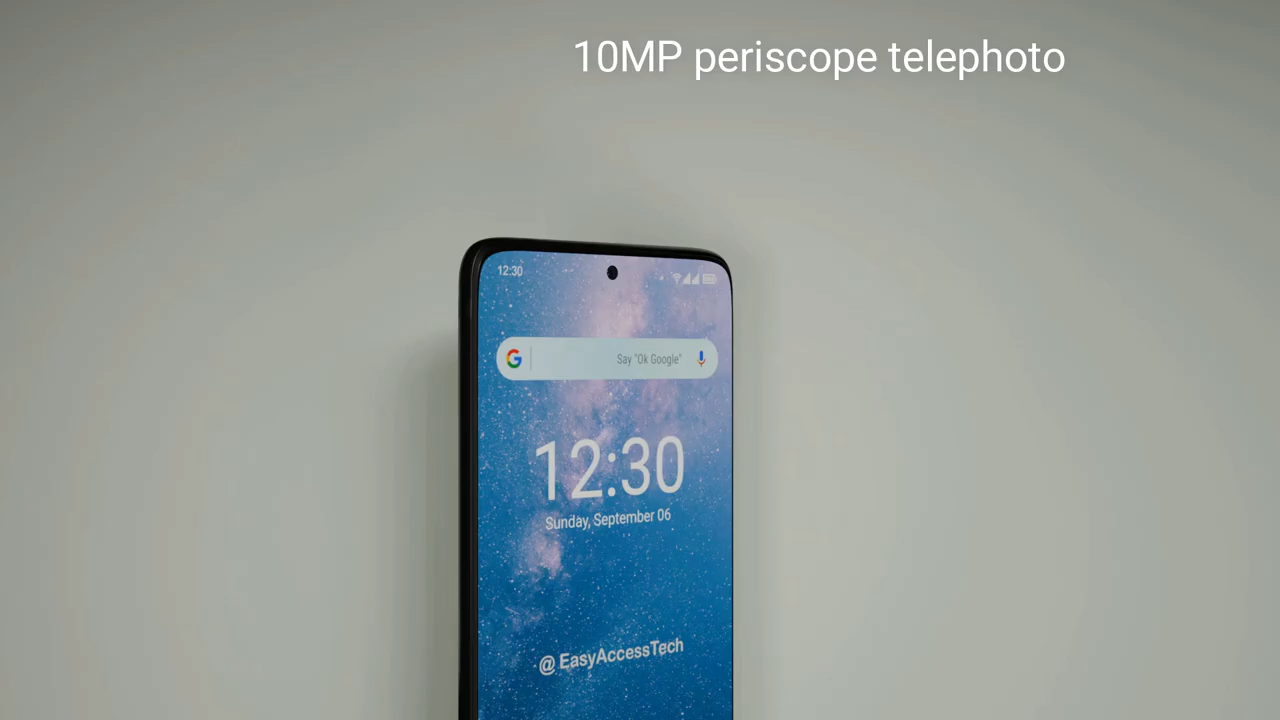 10MP periscope telephoto
12:30
Say "Ok Google"
12:30
Sunday, September 06
@EasyAccessTech